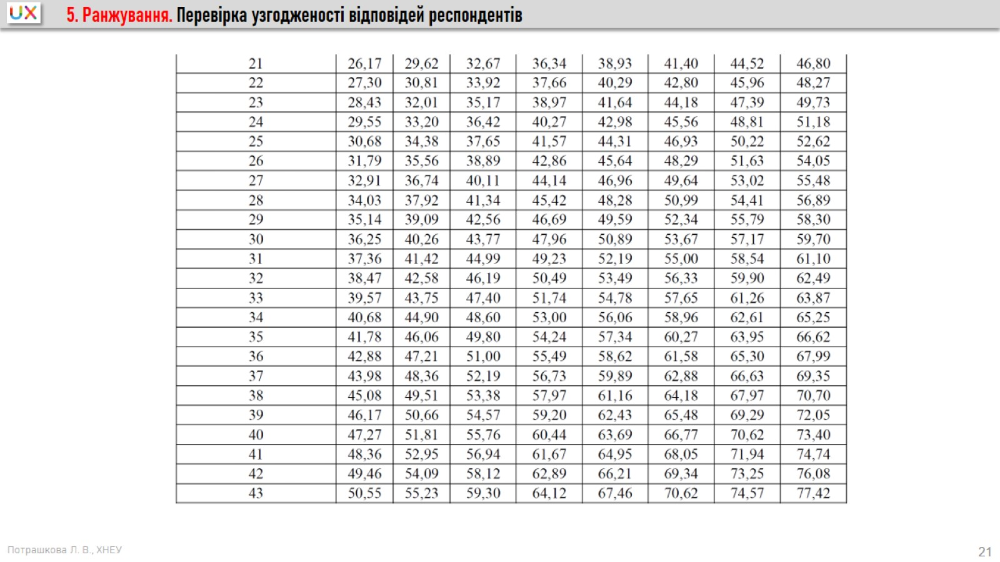 UX
5. Ранжування. Перевірка узгодженості відповідей респондентів
21 26,17 29,62 32,67 36,34 38,93 41,40 44,52 46,80
22 27,30 30,81 33,92 37,66 40,29 42,80 45,96 48,27
23 28,43 32,01 35,17 38,97 41,64 44,18 47,39 49,73
24 29,55 33,20 36,42 40,27 42,98 45,56 48,81 51,18
25 30,68 34,38 37,65 41,57 44,31 46,93 50,22 52,62
26 31,79 35,56 38,89 42,86 45,64 48,29 51,63 54,05
27 32,91 36,74 40,11 44,14 46,96 49,64 53,02 55,48
28 34,03 37,92 41,34 45,42 48,28 50,99 54,41 56,89
29 35,14 39,09 42,56 46,69 49,59 52,34 55,79 58,30
30 36,25 40,26 43,77 47,96 50,89 53,67 57,17 59,70
31 37,36 41,42 44,99 49,23 52,19 55,00 58,54 61,10
32 38,47 42,58 46,19 50,49 53,49 56,33 59,90 62,49
33 39,57 43,75 47,40 51,74 54,78 57,65 61,26 63,87
34 40,68 44,90 48,60 53,00 56,06 58,96 62,61 65,25
35 41,78 46,06 49,80 54,24 57,34 60,27 63,95 66,62
36 42,88 47,21 51,00 55,49 58,62 61,58 65,30 67,99
37 43,98 48,36 52,19 56,73 59,89 62,88 66,63 69,35
38 45,08 49,51 53,38 57,97 61,16 64,18 67,97 70,70
39 46,17 50,66 54,57 59,20 62,43 65,48 69,29 72,05
40 47,27 51,81 55,76 60,44 63,69 66,77 70,62 73,40
41 48,36 52,95 56,94 61,67 64,95 68,05 71,94 74,74
42 49,46 54,09 58,12 62,89 66,21 69,34 73,25 76,08
43 50,55 55,23 59,30 64,12 67,46 70,62 74,57 77,42
Потрашкова Л. В., ХНЕУ
21